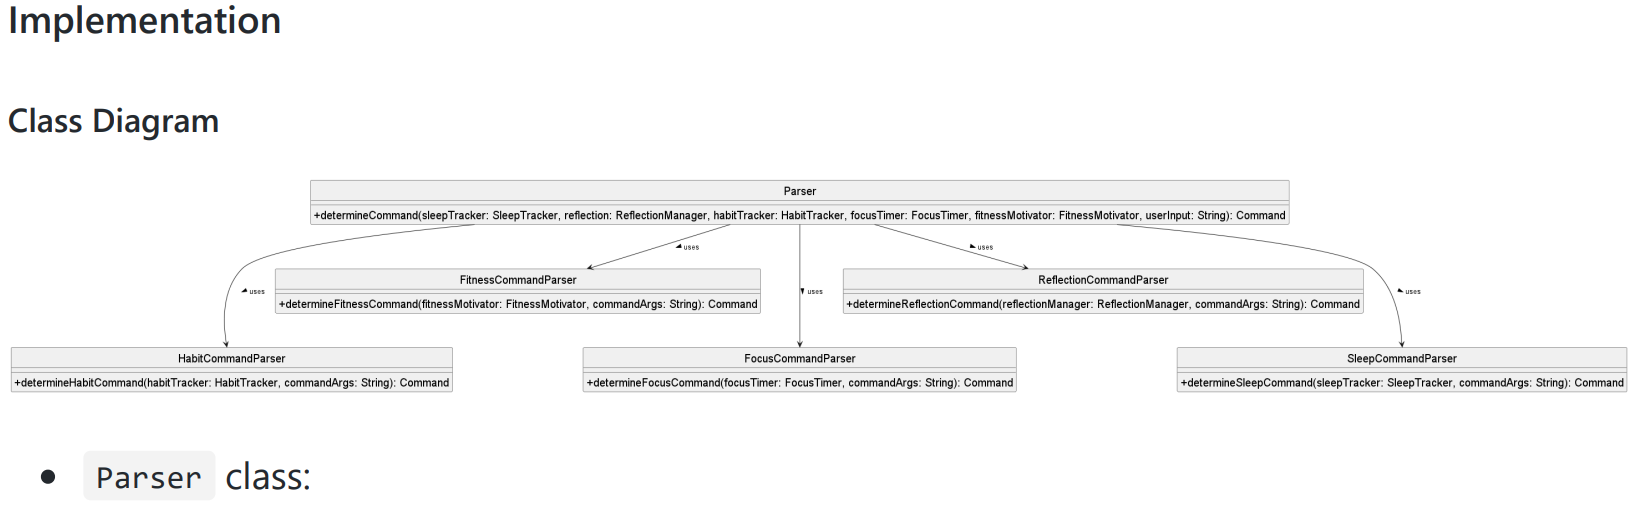 Implementation
Class Diagram
Parser
+determineCommand(sleepTracker: SleepTracker, reflection: ReflectionManager, habitTracker: HabitTracker, focusTimer: FocusTimer, fitnessMotivator: FitnessMotivator, userInput: String): Command
uses
uses
FitnessCommandParser
+determineFitnessCommand(fitnessMotivator: FitnessMotivator, commandArgs: String): Command
ReflectionCommandParser
+determineReflectionCommand(reflectionManager: ReflectionManager, commandArgs: String): Command
uses
uses
uses
HabitCommandParser
+determineHabitCommand(habitTracker: HabitTracker, commandArgs: String): Command
FocusCommandParser
+determineFocusCommand(focusTimer: FocusTimer, commandArgs: String): Command
SleepCommandParser
+determineSleepCommand(sleepTracker: SleepTracker, commandArgs: String): Command
• Parser class: